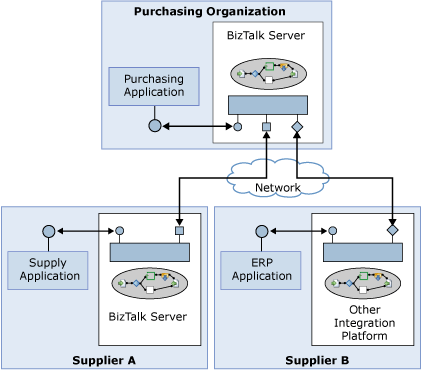 Purchasing Organization
BizTalk Server
Purchasing
Application
Network
Supply
Application
BizTalk Server
Supplier A
ERP
Application
Other
Integration
Platform
Supplier B